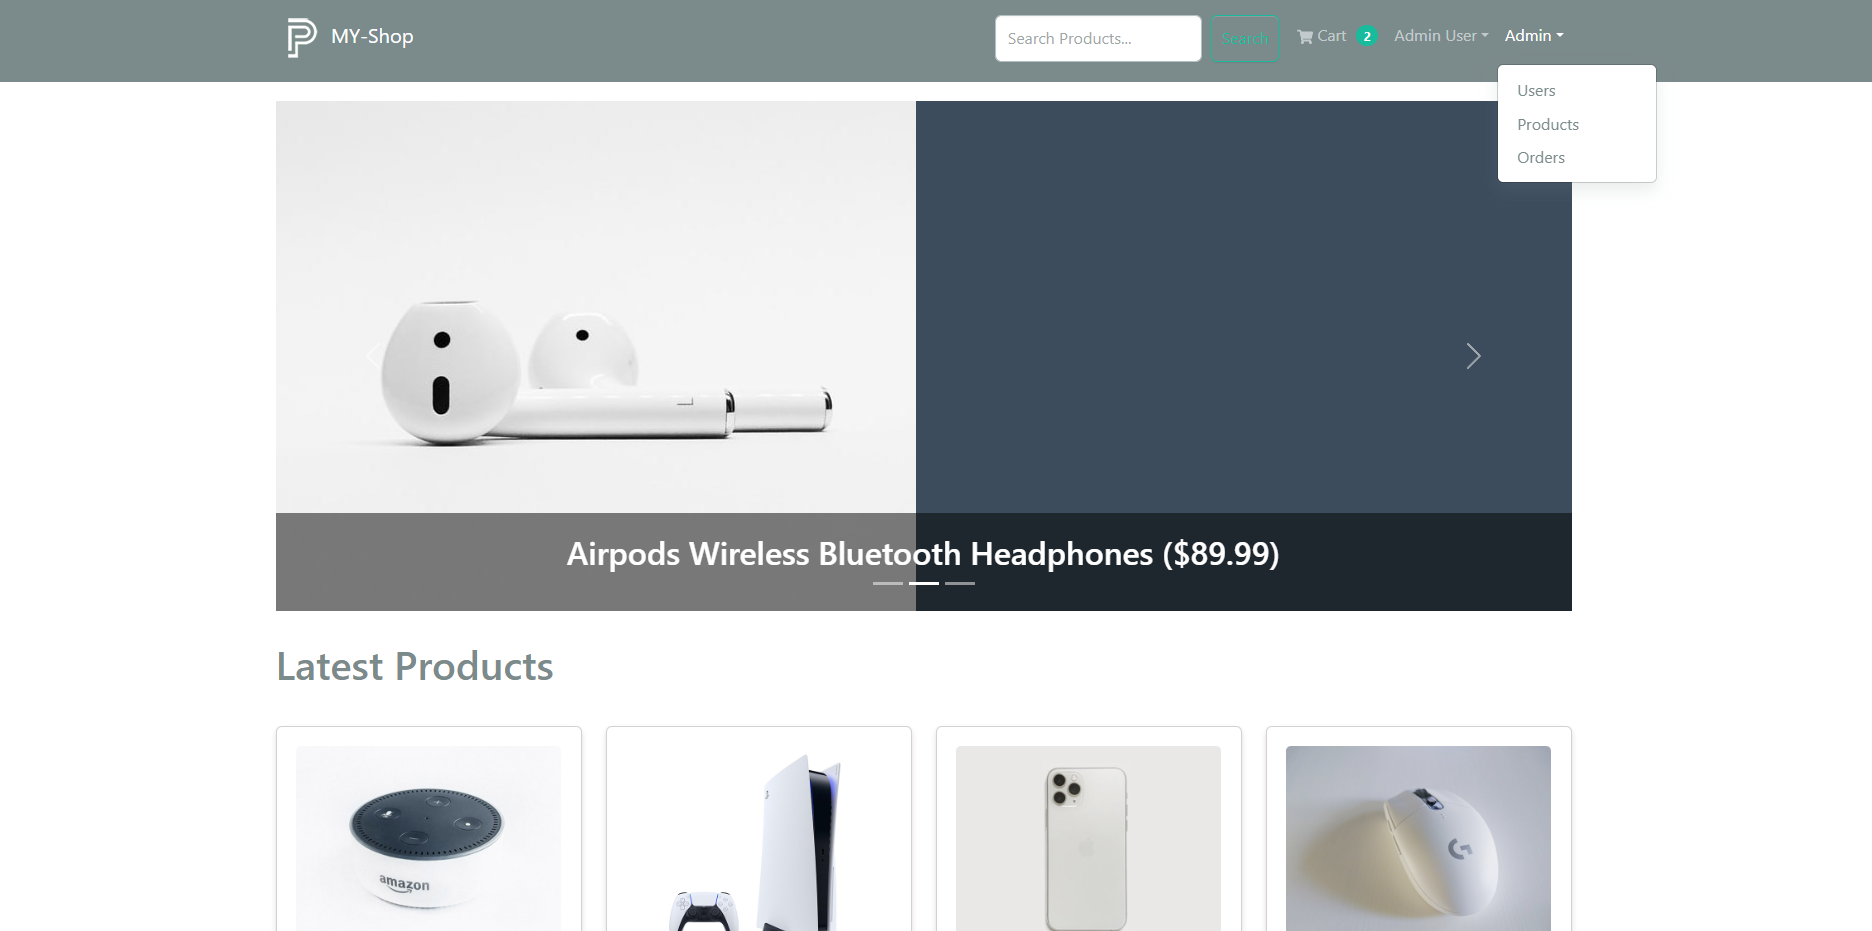 MY-Shop
Search Products...
Search
Cart 2
Admin User
Admin
Users
Products
Orders
Airpods Wireless Bluetooth Headphones ($89.99)
Latest Products
amazon